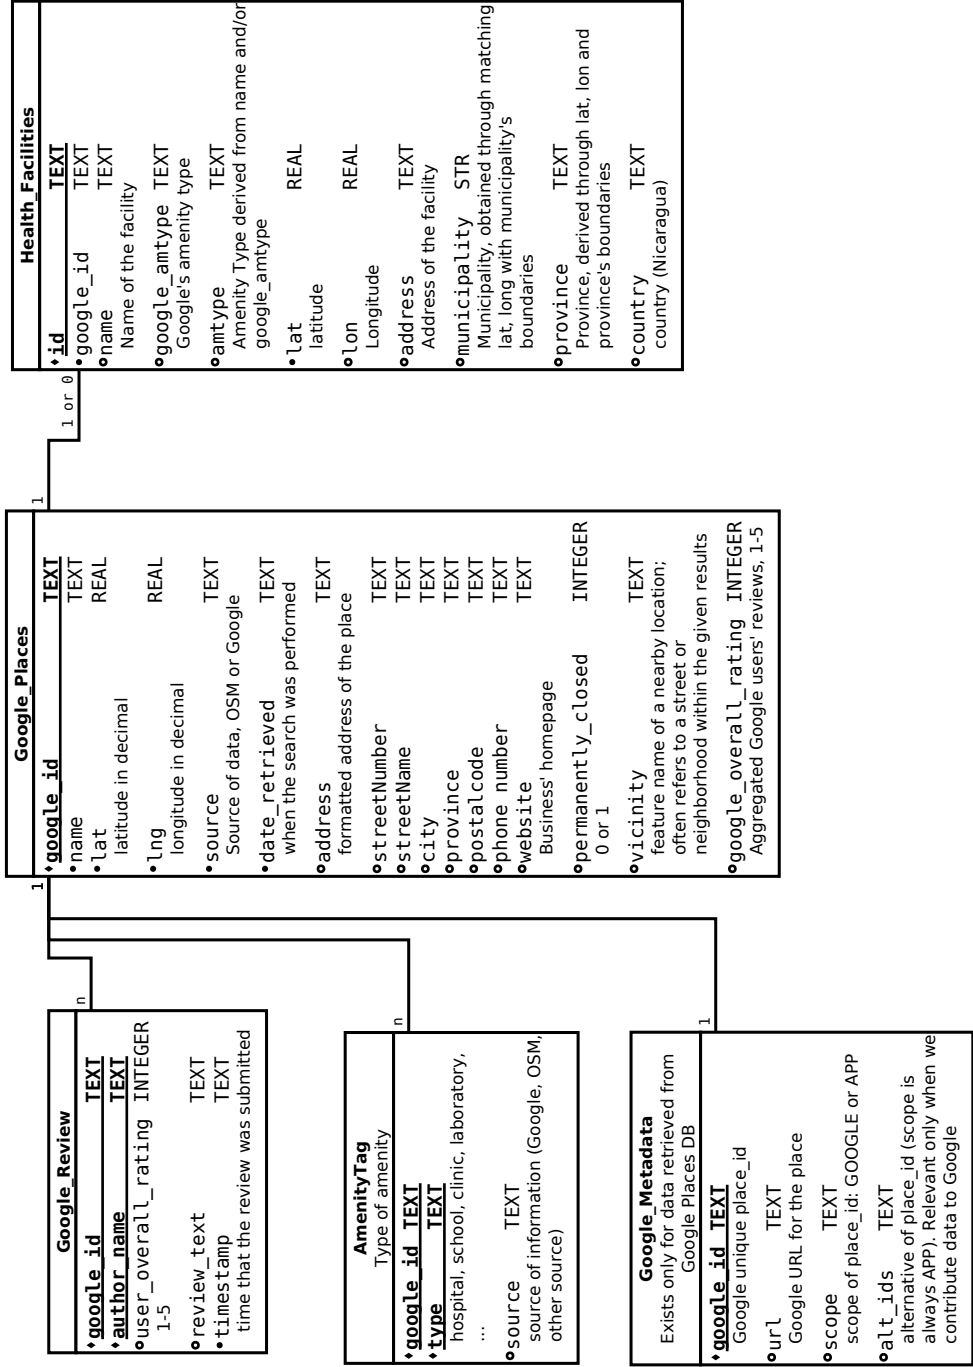 Health_Facilities
id TEXT
google_id TEXT
name TEXT
Name of the facility
google_amtype TEXT
Google's amenity type
amtype TEXT
Amenity Type derived from name and/or
google_amtype
lat REAL
latitude
lon REAL
Longitude
address TEXT
Address of the facility
municipality STR
Municipality, obtained through matching
lat, long with municipality's
boundaries
province TEXT
Province, derived through lat, lon and
province's boundaries
country TEXT
country (Nicaragua)
1 or 0
1
Google_Places
google_id TEXT
name TEXT
lat REAL
latitude in decimal
lng REAL
longitude in decimal
source TEXT
Source of data, OSM or Google
date_retrieved TEXT
when the search was performed
address TEXT
formatted address of the place
streetNumber TEXT
streetName TEXT
city TEXT
province TEXT
postalcode TEXT
phone number TEXT
website TEXT
Business' homepage
permanently_closed INTEGER
0 or 1
vicinity TEXT
feature name of a nearby location;
often refers to a street or
neighborhood within the given results
google_overall_rating INTEGER
Aggregated Google users' reviews, 1-5
1
n
Google_Review
google_id TEXT
author_name TEXT
user_overall_rating INTEGER
1-5
review_text TEXT
timestamp TEXT
time that the review was submitted
n
AmenityTag
Type of amenity
google_id TEXT
type TEXT
hospital, school, clinic, laboratory,
...
source TEXT
source of information (Google, OSM,
other source)
1
Google_Metadata
Exists only for data retrieved from
Google Places DB
google_id TEXT
Google unique place_id
url TEXT
Google URL for the place
scope TEXT
scope of place_id: GOOGLE or APP
alt_ids TEXT
alternative of place_id (scope is
always APP). Relevant only when we
contribute data to Google